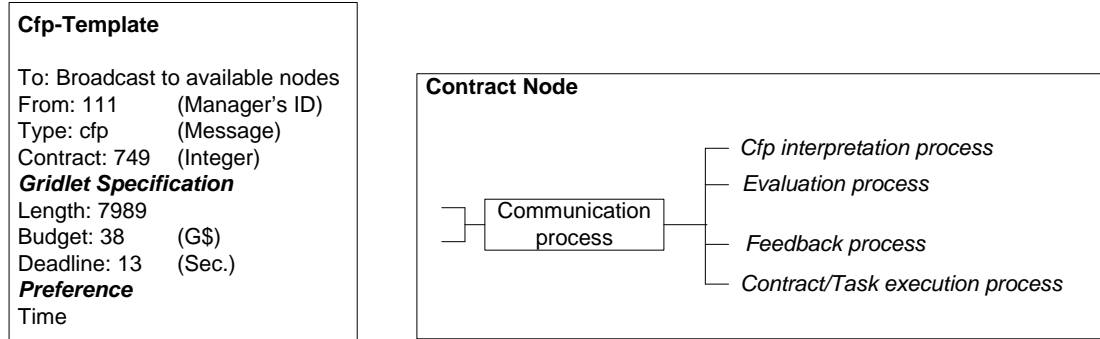 Cfp-Template
To: Broadcast to available nodes
From: 111 (Manager's ID)
Type: cfp (Message)
Contract: 749 (Integer)
Gridlet Specification
Length: 7989
Budget: 38 (G$)
Deadline: 13 (Sec.)
Preference
Time
Contract Node
Communication
process
Cfp interpretation process
Evaluation process
Feedback process
Contract/Task execution process